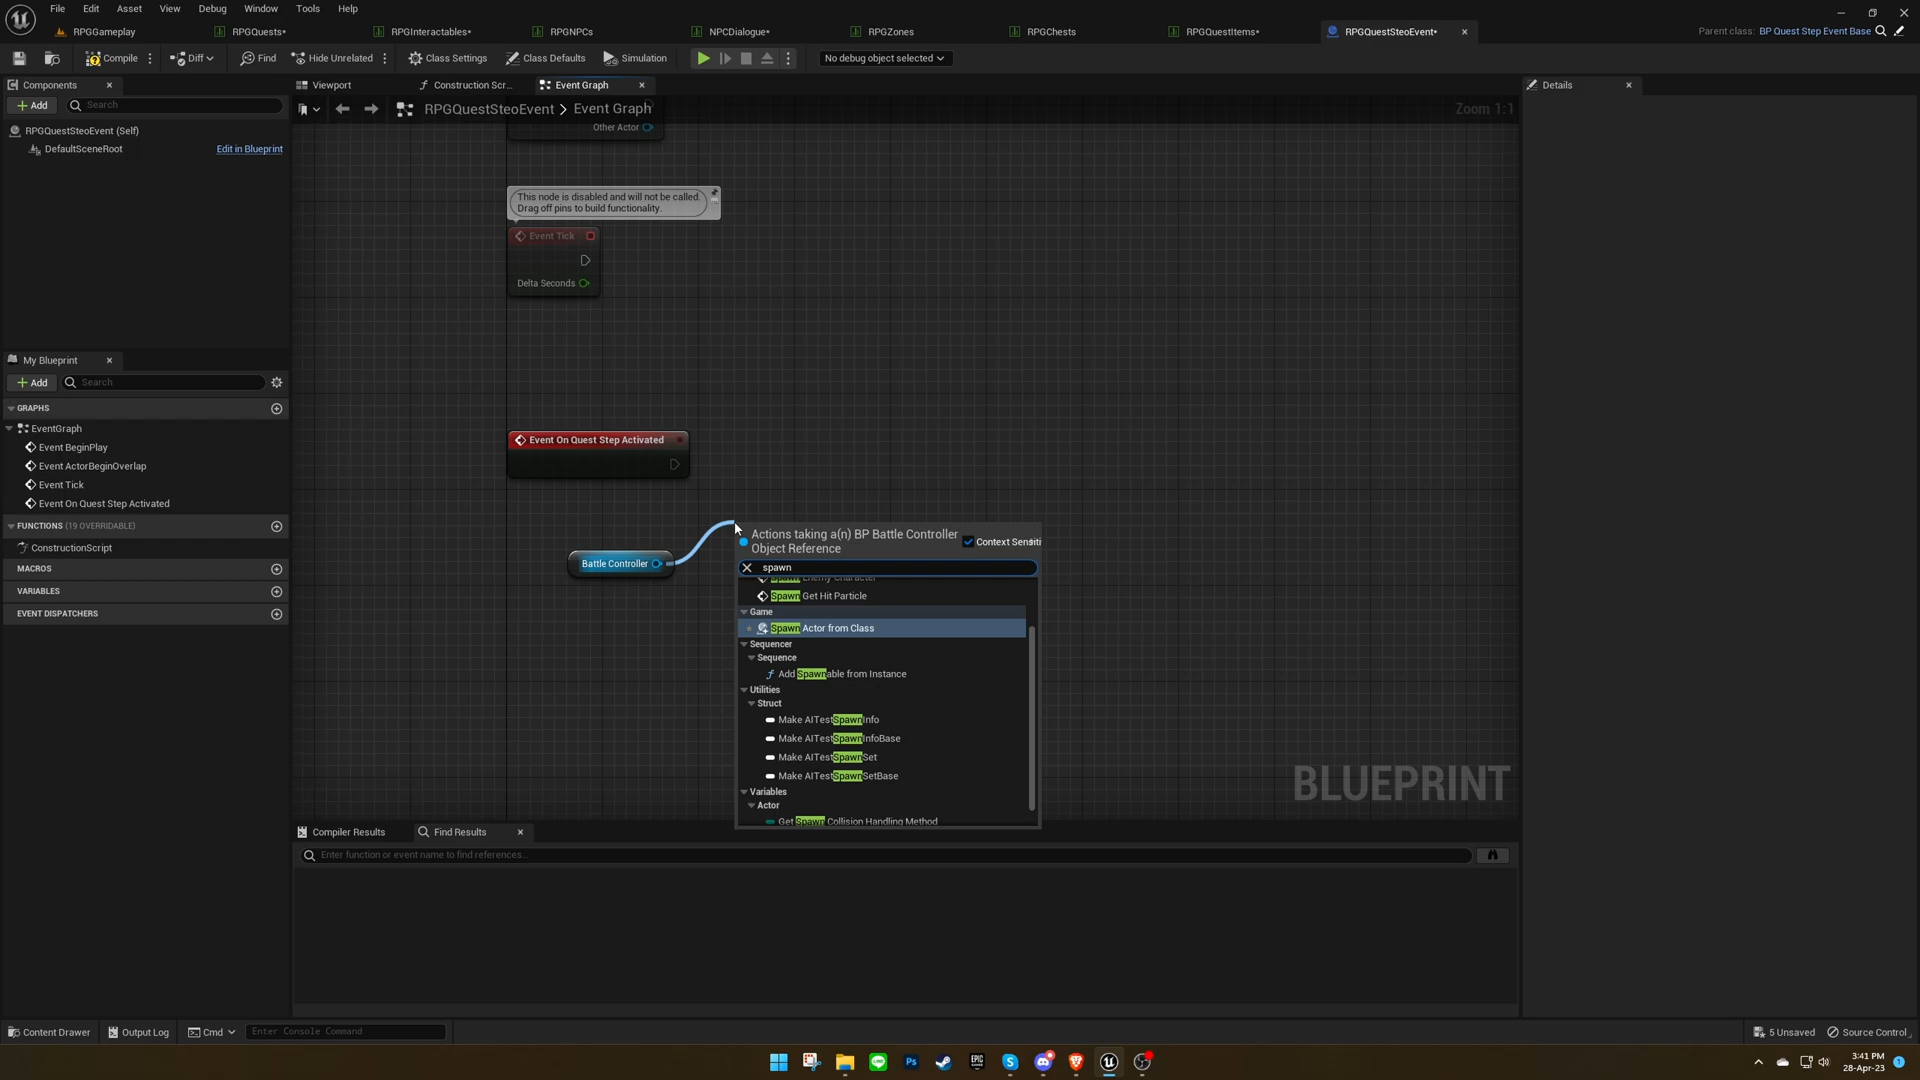 File Edit Asset View Debug Window Tools Help
RPGGameplay RPGQuests* RPGInteractables* RPGNPCs NPCDialogue* RPGZones RPGChests RPGQuestItems* RPGQuestSteoEvent* Parent class: BP Quest Step Event Base
Compile Diff Find Hide Unrelated Class Settings Class Defaults Simulation No debug object selected
Components Viewport Construction Scr... Event Graph Details
Add Search RPGQuestSteoEvent > Event Graph Zoom 1:1
RPGQuestSteoEvent (Self)
DefaultSceneRoot Edit in Blueprint
Other Actor
This node is disabled and will not be called.
Drag off pins to build functionality.
Event Tick
Delta Seconds
My Blueprint
Add Search
GRAPHS
EventGraph
Event BeginPlay
Event ActorBeginOverlap
Event Tick
Event On Quest Step Activated
FUNCTIONS (19 OVERRIDABLE)
ConstructionScript
MACROS
VARIABLES
EVENT DISPATCHERS
Event On Quest Step Activated
Battle Controller
Actions taking a(n) BP Battle Controller
Object Reference
Context Sensiti
spawn
Spawn Enemy Character
Spawn Get Hit Particle
Game
Spawn Actor from Class
Sequencer
Sequence
Add Spawnable from Instance
Utilities
Struct
Make AITestSpawnInfo
Make AITestSpawnInfoBase
Make AITestSpawnSet
Make AITestSpawnSetBase
Variables
Actor
Get Spawn Collision Handling Method
BLUEPRINT
Compiler Results Find Results
Enter function or event name to find references...
Content Drawer Output Log Cmd Enter Console Command 5 Unsaved Source Control
Ps EPIC GAMES
3:41 PM
28-Apr-23
1